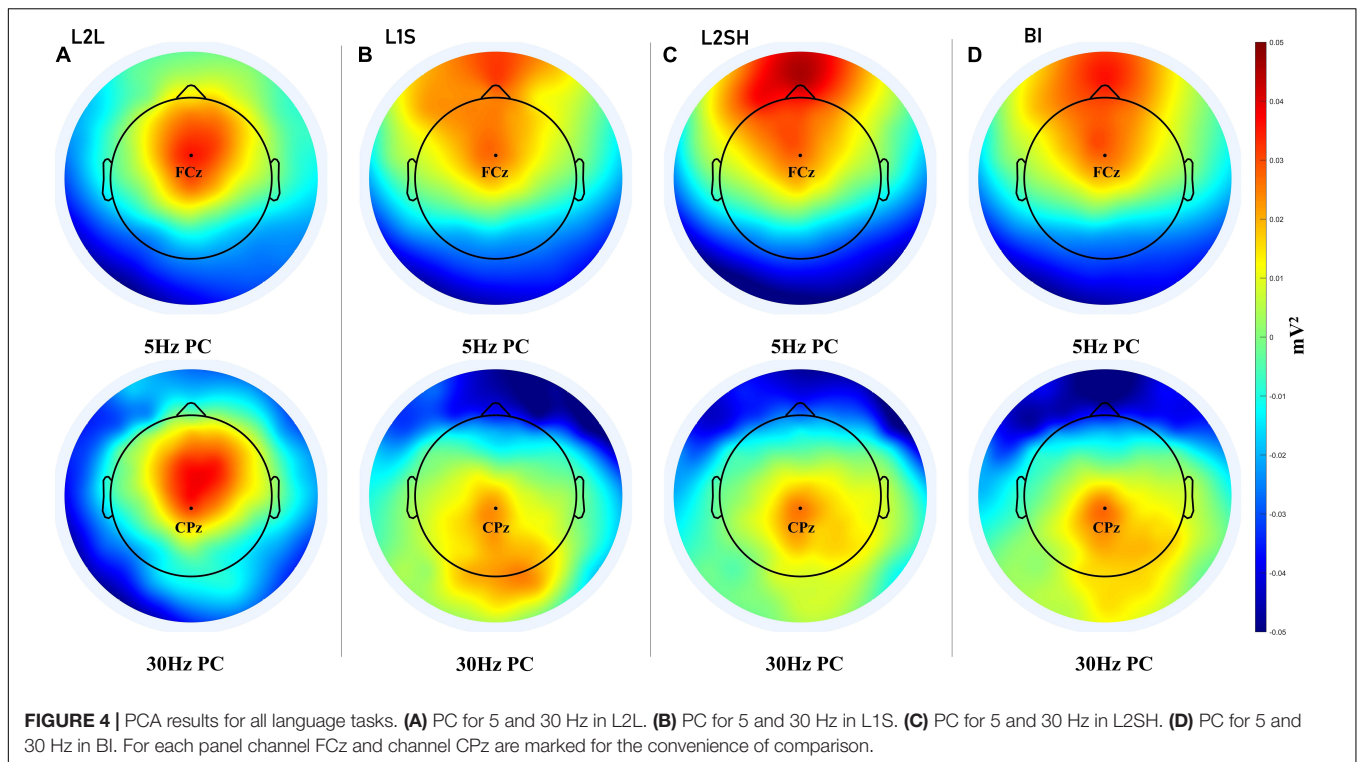 L2L
L1S
L2SH
BI
A
B
C
D
FCz
FCz
FCz
FCz
5Hz PC
5Hz PC
5Hz PC
5Hz PC
CPz
CPz
CPz
CPz
30Hz PC
30Hz PC
30Hz PC
30Hz PC
0.05
0.04
0.03
0.02
0.01
0
-0.01
-0.02
-0.03
-0.04
-0.05
mV²
FIGURE 4 | PCA results for all language tasks. (A) PC for 5 and 30 Hz in L2L. (B) PC for 5 and 30 Hz in L1S. (C) PC for 5 and 30 Hz in L2SH. (D) PC for 5 and
30 Hz in BI. For each panel channel FCz and channel CPz are marked for the convenience of comparison.